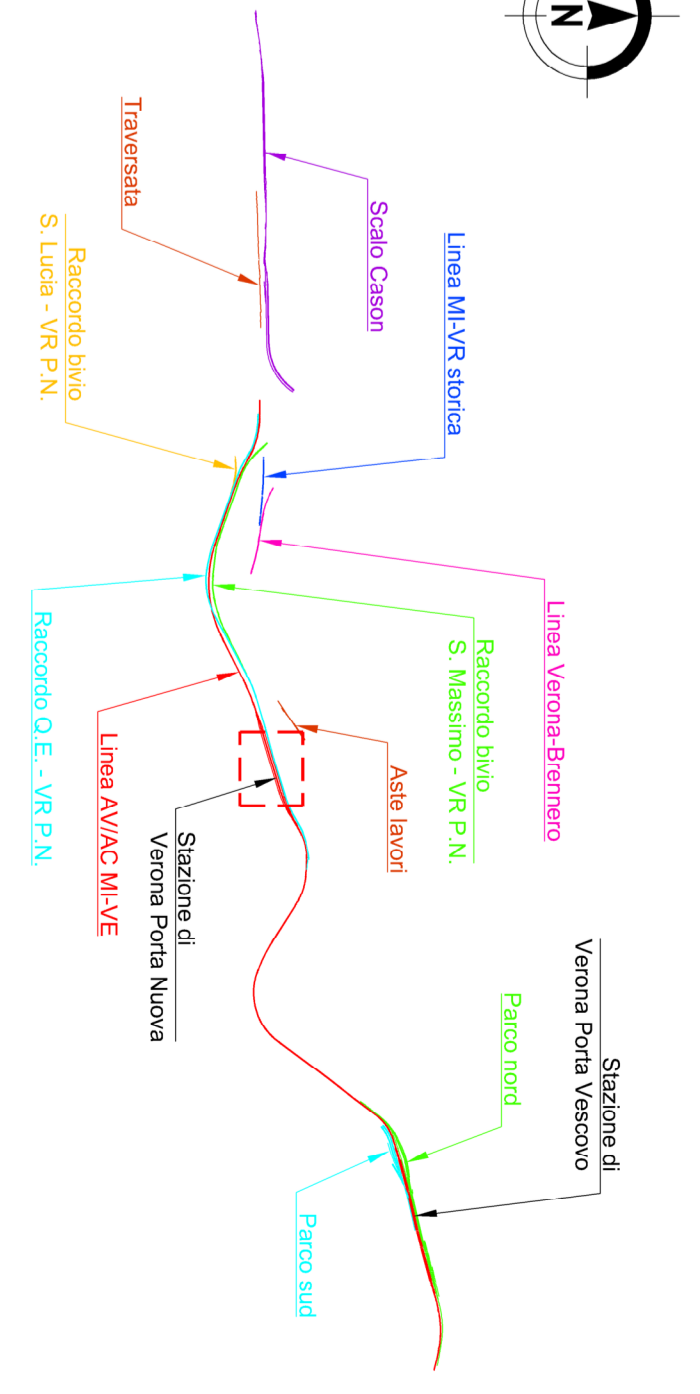 N
Traversata
Scalo Cason
Linea MI-VR storica
Raccordo bivio
S. Lucia - VR P.N.
Linea Verona-Brennero
Raccordo bivio
S. Massimo - VR P.N.
Raccordo Q.E. - VR P.N.
Linea AV/AC MI-VE
Aste lavori
Stazione di
Verona Porta Nuova
Stazione di
Verona Porta Vescovo
Parco nord
Parco sud